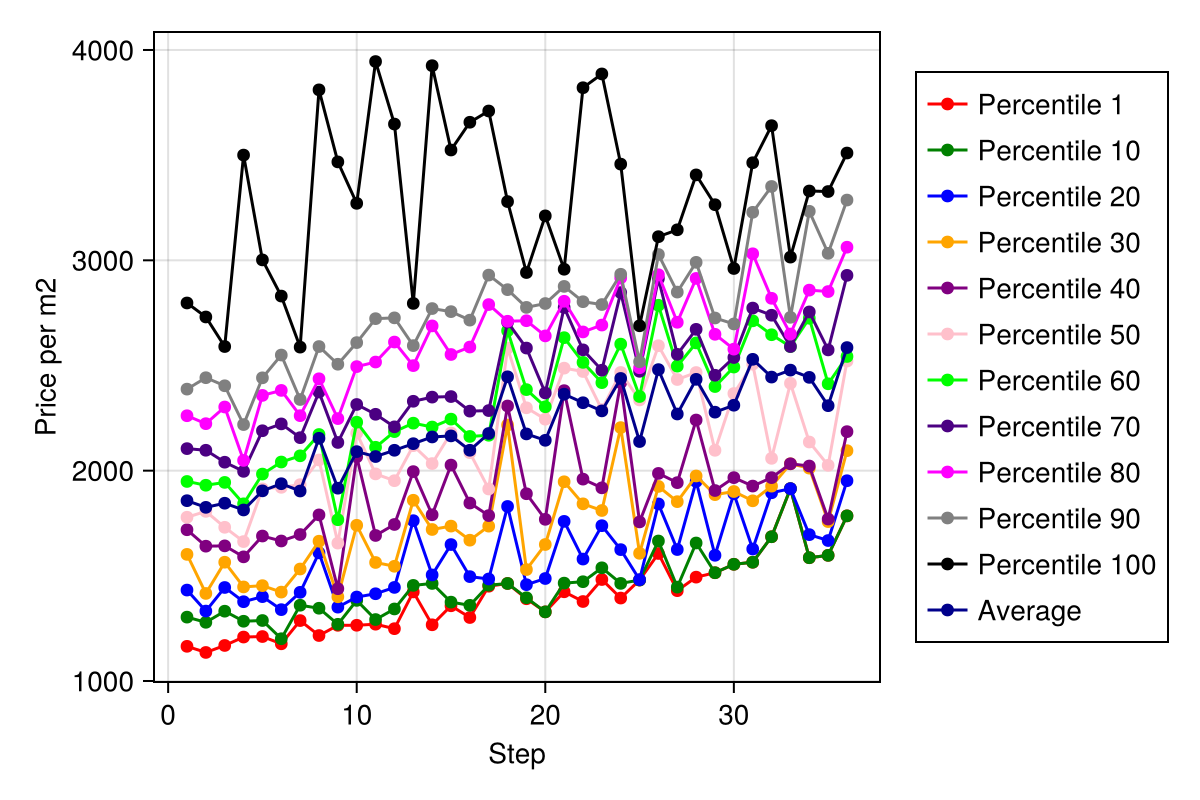 4000
3000
2000
1000
Price per m2
0
10
20
30
Step
Percentile 1
Percentile 10
Percentile 20
Percentile 30
Percentile 40
Percentile 50
Percentile 60
Percentile 70
Percentile 80
Percentile 90
Percentile 100
Average